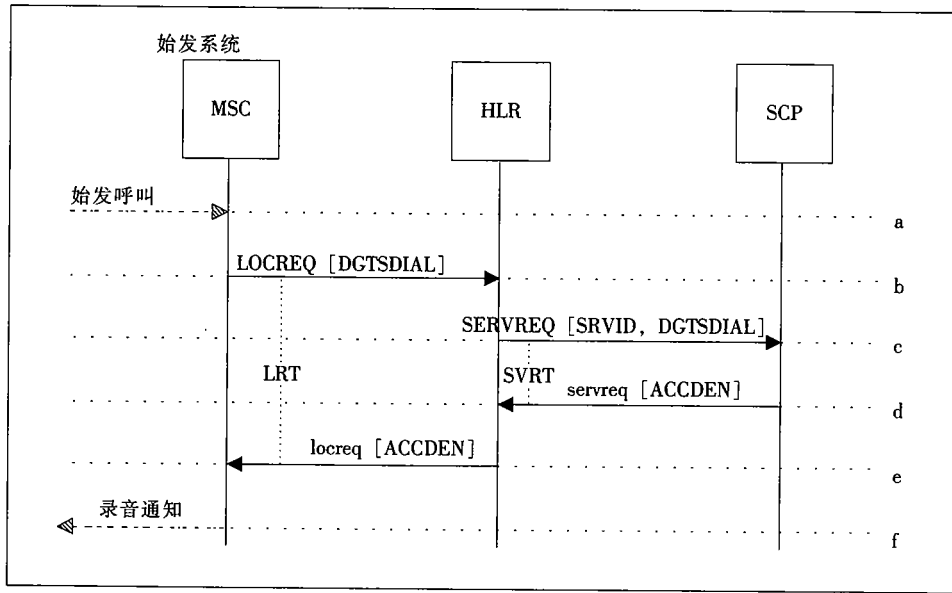 始发系统
MSC
HLR
SCP
始发呼叫
a
LOCREQ [DGTSDIAL]
b
SERVREQ [SRVID, DGTSDIAL]
c
LRT
SVRT
servreq [ACCDEN]
d
locreq [ACCDEN]
e
录音通知
f